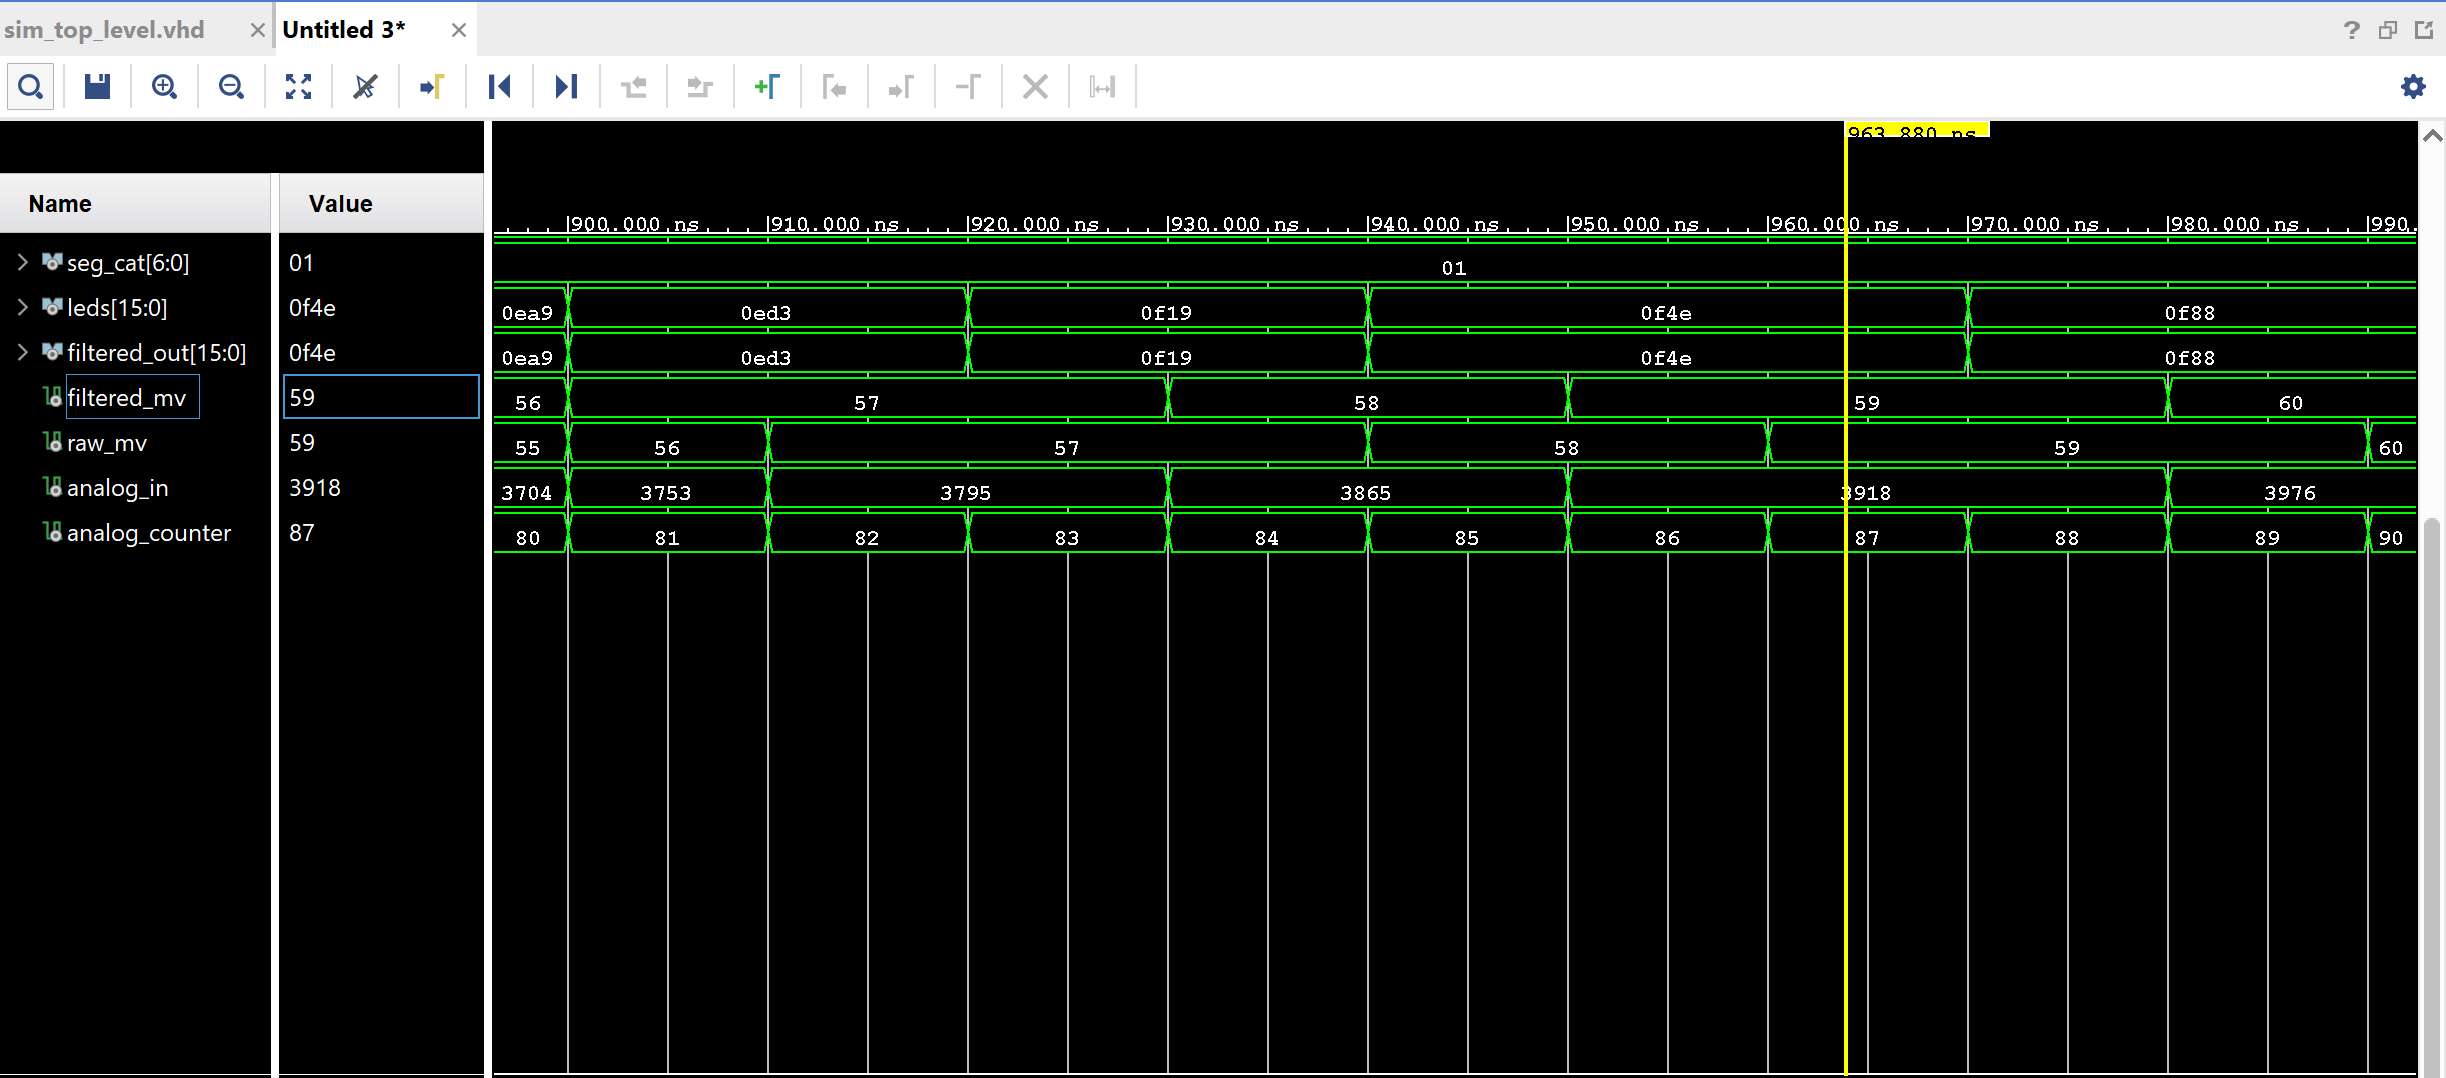 sim_top_level.vhd × Untitled 3* ×
?
963.880 ns
Name Value
900.000 ns 910.000 ns 920.000 ns 930.000 ns 940.000 ns 950.000 ns 960.000 ns 970.000 ns 980.000 ns 990.
seg_cat[6:0] 01 01
leds[15:0] 0f4e 0ea9 0ed3 0f19 0f4e 0f88
filtered_out[15:0] 0f4e 0ea9 0ed3 0f19 0f4e 0f88
filtered_mv 59 56 57 58 59 60
raw_mv 59 55 56 57 58 59 60
analog_in 3918 3704 3753 3795 3865 3918 3976
analog_counter 87 80 81 82 83 84 85 86 87 88 89 90